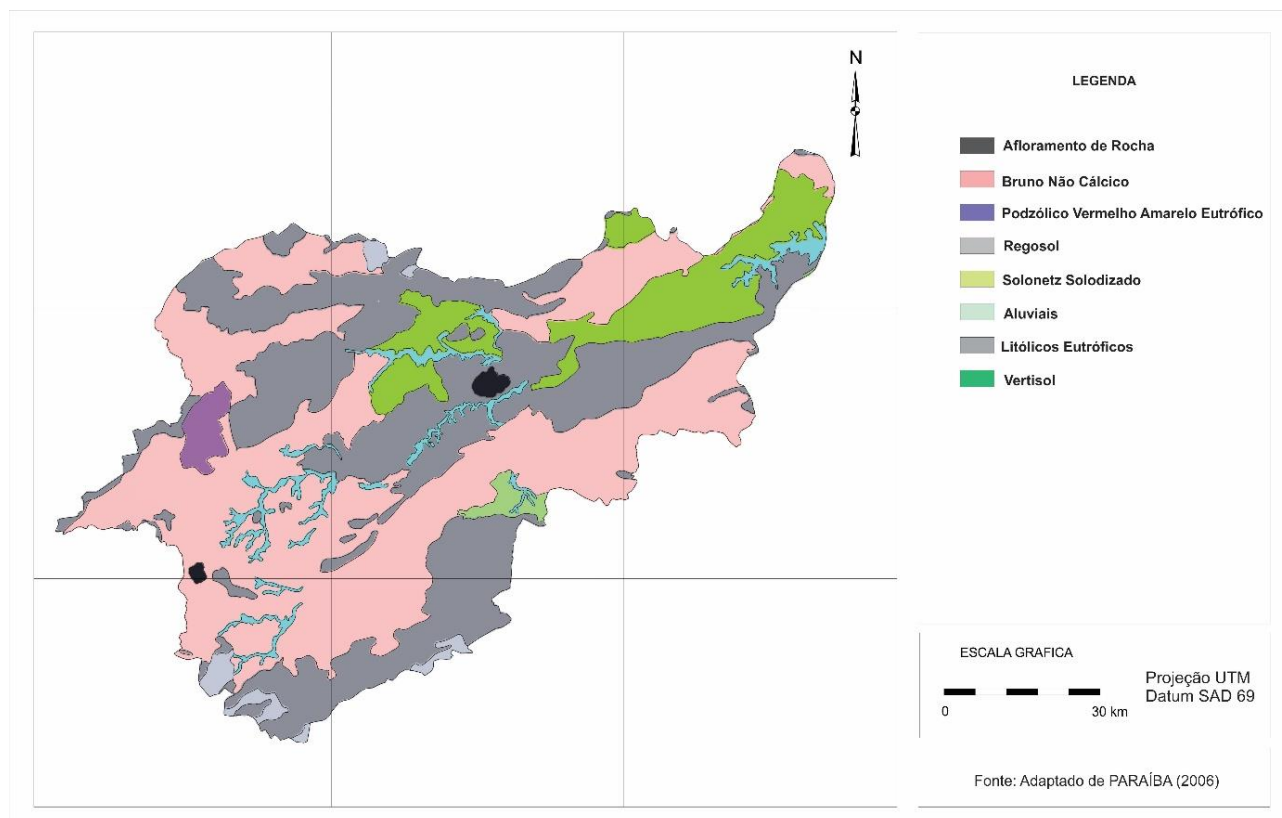 N
LEGENDA
Afloramento de Rocha
Bruno Não Cálcico
Podzólico Vermelho Amarelo Eutrófico
Regosol
Solonetz Solodizado
Aluviais
Litólicos Eutróficos
Vertisol
ESCALA GRAFICA
0 30 km
Projeção UTM
Datum SAD 69
Fonte: Adaptado de PARAÍBA (2006)